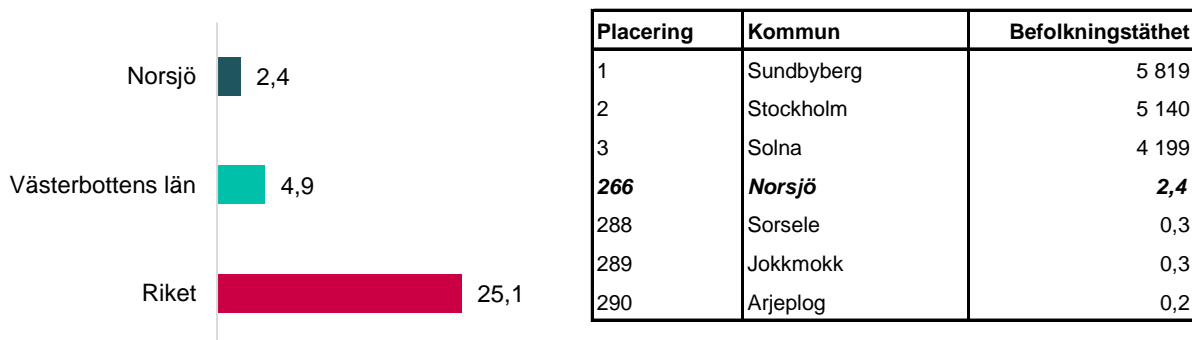 Norsjö 2,4
Västerbottens län 4,9
Riket 25,1
Placering Kommun Befolkningstäthet
1 Sundbyberg 5 819
2 Stockholm 5 140
3 Solna 4 199
266 Norsjö 2,4
288 Sorsele 0,3
289 Jokkmokk 0,3
290 Arjeplog 0,2